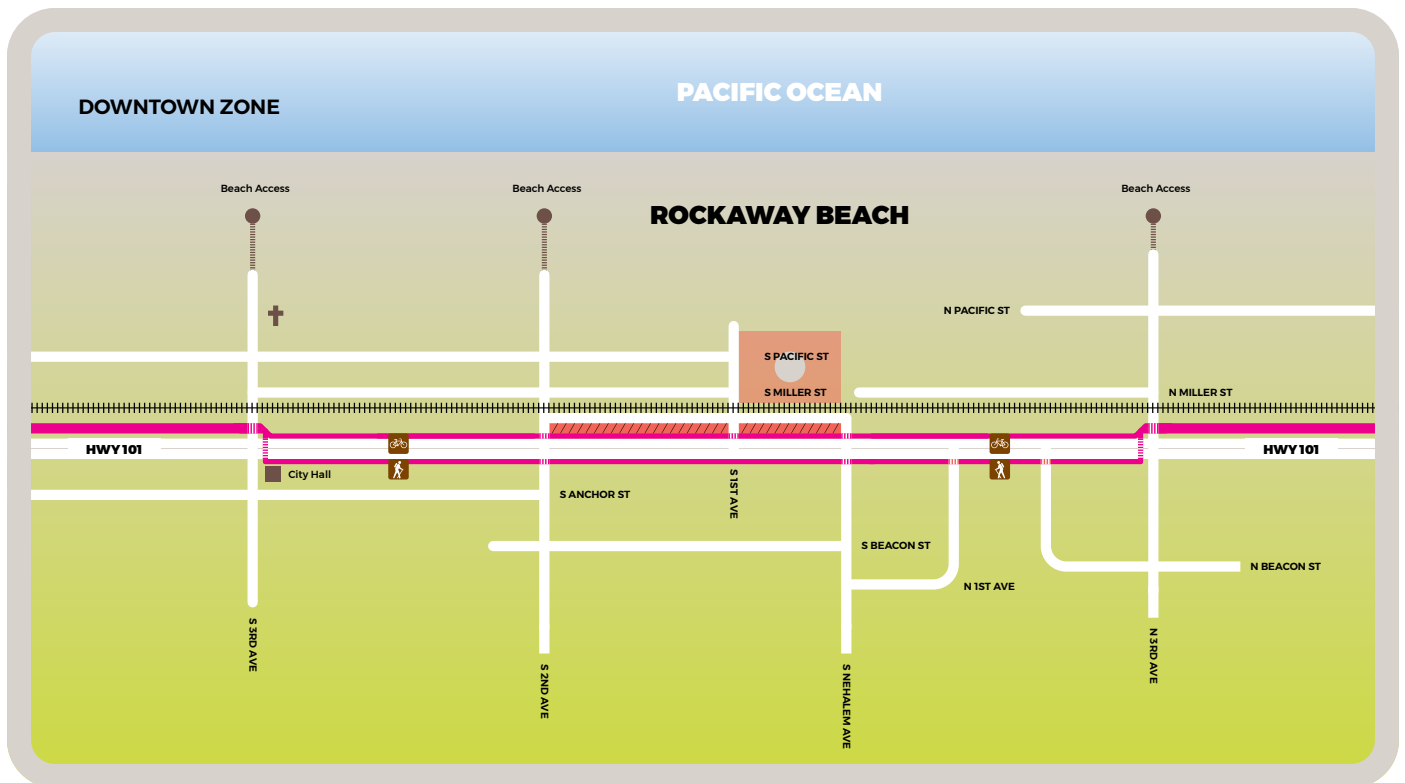 PACIFIC OCEAN
DOWNTOWN ZONE
Beach Access
Beach Access
Beach Access
ROCKAWAY BEACH
N PACIFIC ST
S PACIFIC ST
S MILLER ST
N MILLER ST
HWY 101
HWY 101
City Hall
S 1ST AVE
S ANCHOR ST
S BEACON ST
N BEACON ST
N 1ST AVE
S 3RD AVE
N 3RD AVE
S 2ND AVE
S NEHALEM AVE